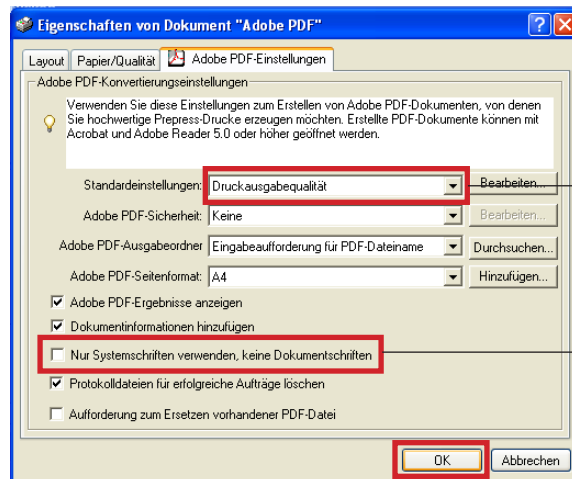 Eigenschaften von Dokument "Adobe PDF"
Layout Papier/Qualität Adobe PDF-Einstellungen
Adobe PDF-Konvertierungseinstellungen
Verwenden Sie diese Einstellungen zum Erstellen von Adobe PDF-Dokumenten, von denen
Sie hochwertige Prepress-Drucke erzeugen möchten. Erstellte PDF-Dokumente können mit
Acrobat und Adobe Reader 5.0 oder höher geöffnet werden.
Standardeinstellungen: Druckausgabequalität Bearbeiten...
Adobe PDF-Sicherheit: Keine Bearbeiten...
Adobe PDF-Ausgabeordner Eingabeaufforderung für PDF-Dateiname Durchsuchen...
Adobe PDF-Seitenformat: A4 Hinzufügen...
Adobe PDF-Ergebnisse anzeigen
Dokumentinformationen hinzufügen
Nur Systemschriften verwenden, keine Dokumentschriften
Protokolldateien für erfolgreiche Aufträge löschen
Aufforderung zum Ersetzen vorhandener PDF-Datei
OK Abbrechen